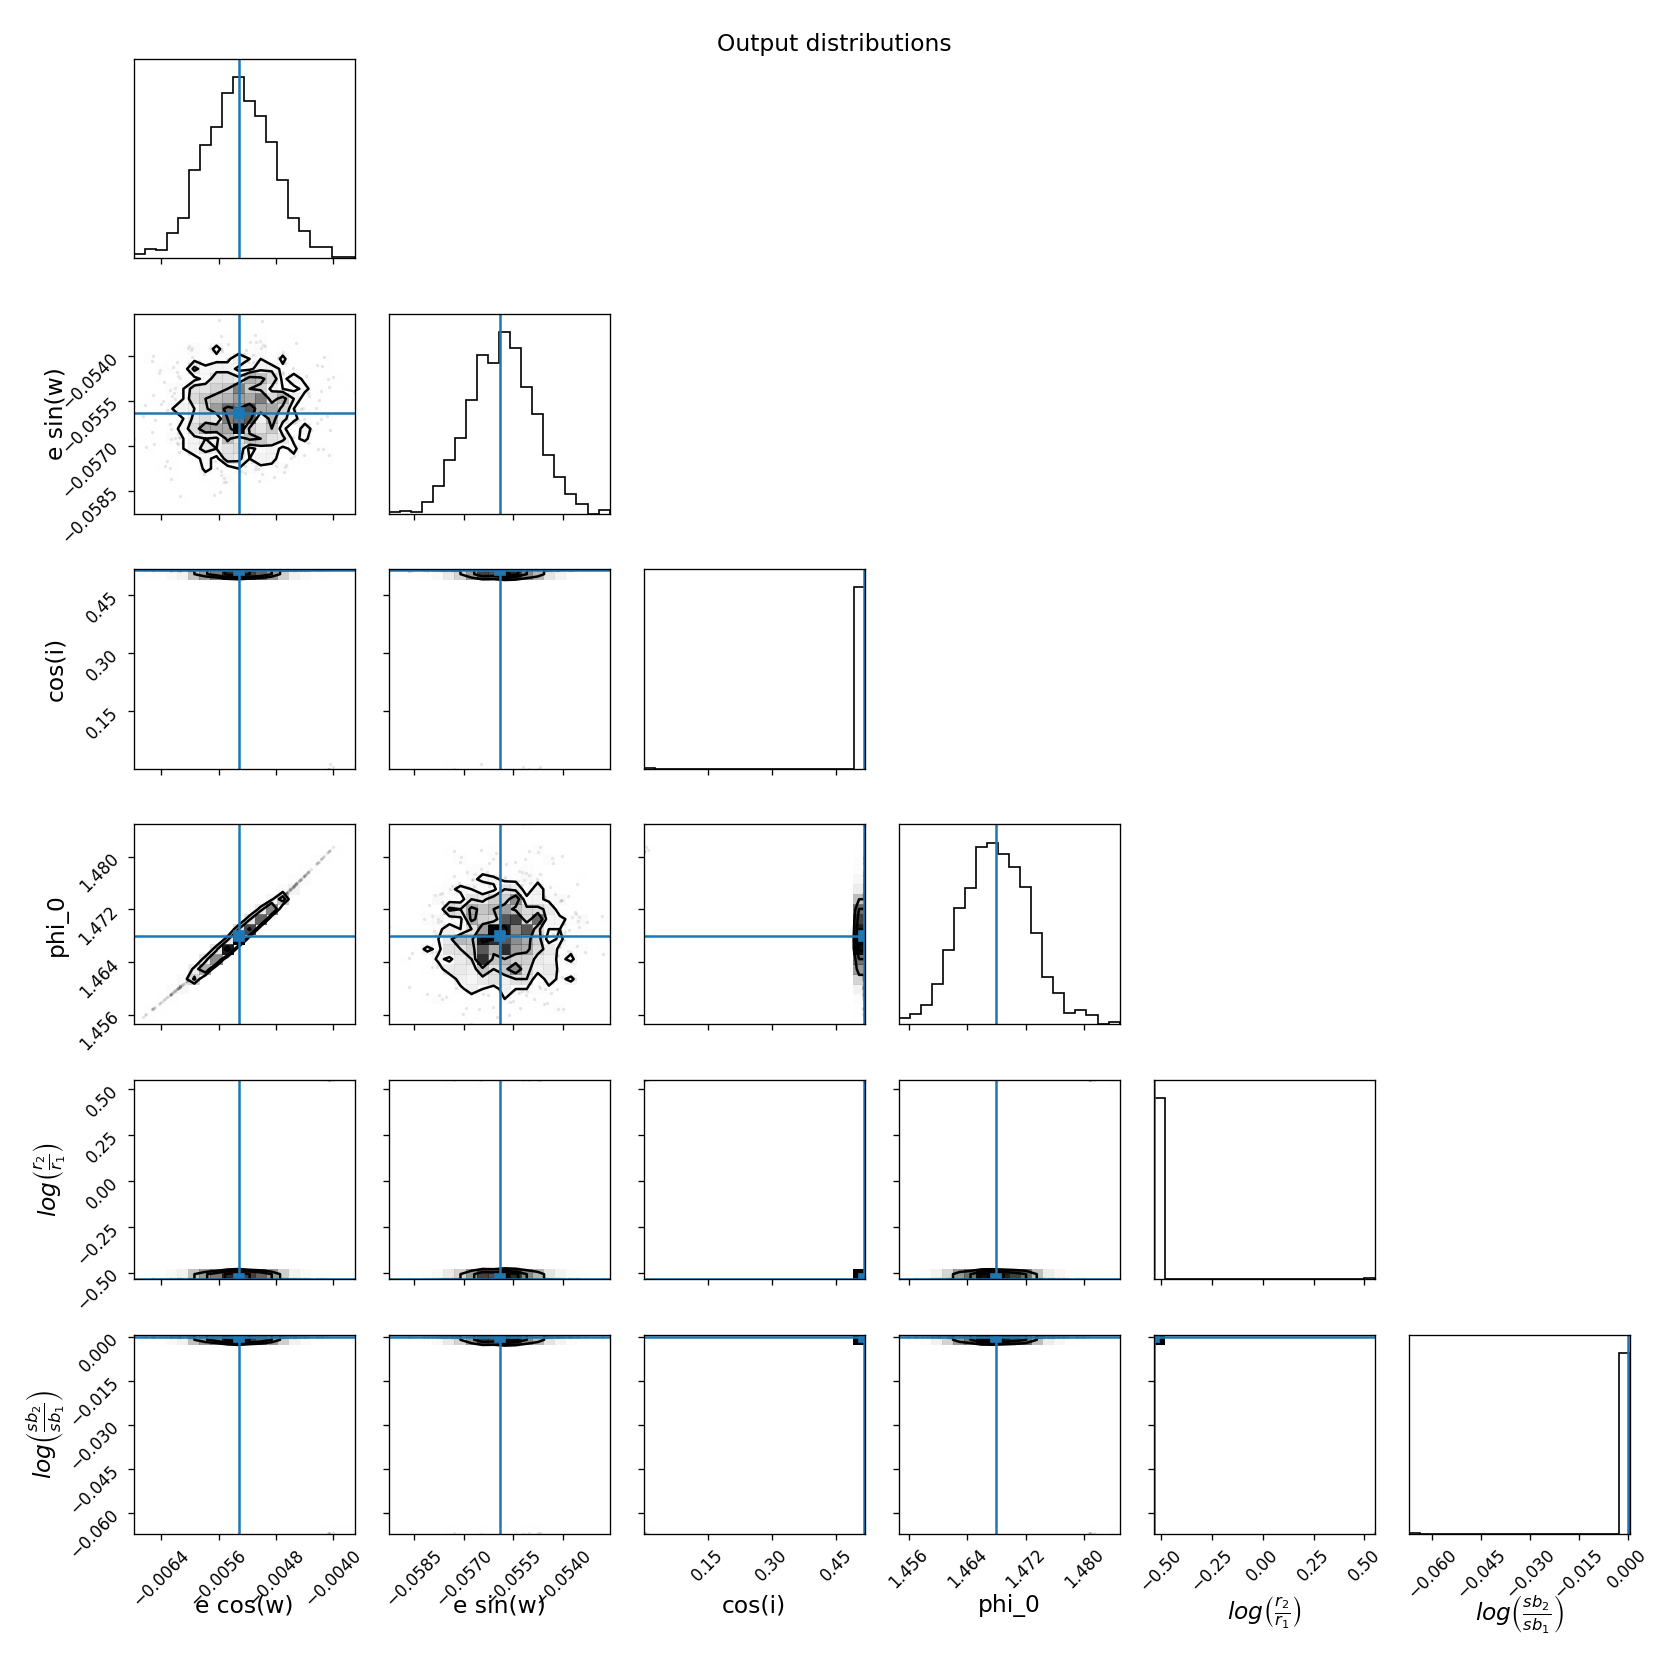 Output distributions
e sin(w)
−0.0540
−0.0555
−0.0570
−0.0585
cos(i)
0.45
0.30
0.15
phi_0
1.480
1.472
1.464
1.456
log(r₂/r₁)
0.50
0.25
0.00
−0.25
−0.50
log(sb₂/sb₁)
0.000
−0.015
−0.030
−0.045
−0.060
−0.0064 −0.0056 −0.0048 −0.0040
e cos(w)
−0.0585 −0.0570 −0.0555 −0.0540
e sin(w)
0.15 0.30 0.45
cos(i)
1.456 1.464 1.472 1.480
phi_0
−0.50 −0.25 0.00 0.25 0.50
log(r₂/r₁)
−0.060 −0.045 −0.030 −0.015 0.000
log(sb₂/sb₁)